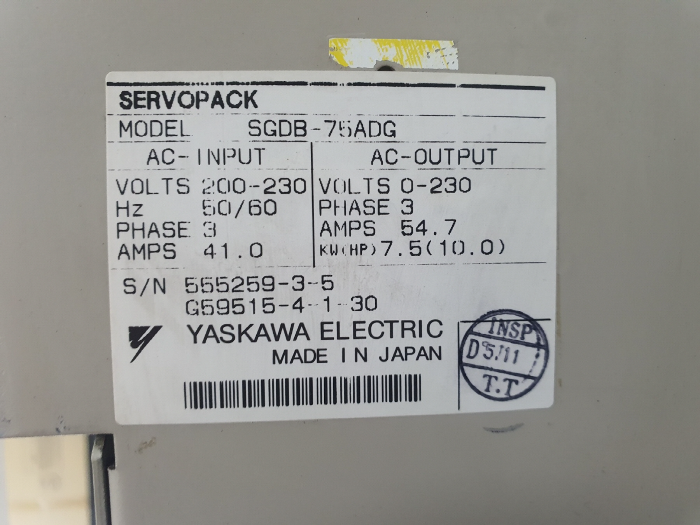 SERVOPACK
MODEL SGDB-75ADG
AC-INPUT AC-OUTPUT
VOLTS 200-230 VOLTS 0-230
Hz 50/60 PHASE 3
PHASE 3 AMPS 54.7
AMPS 41.0 KW(HP) 7.5(10.0)
S/N 555259-3-5
G59515-4-1-30
YASKAWA ELECTRIC
MADE IN JAPAN
INSP
T.T